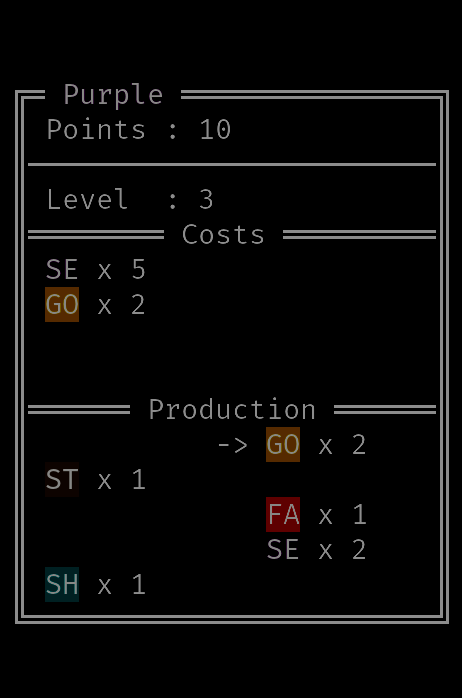 Purple
Points : 10
Level  : 3
Costs
SE x 5
GO x 2
Production
-> GO x 2
ST x 1
FA x 1
SE x 2
SH x 1